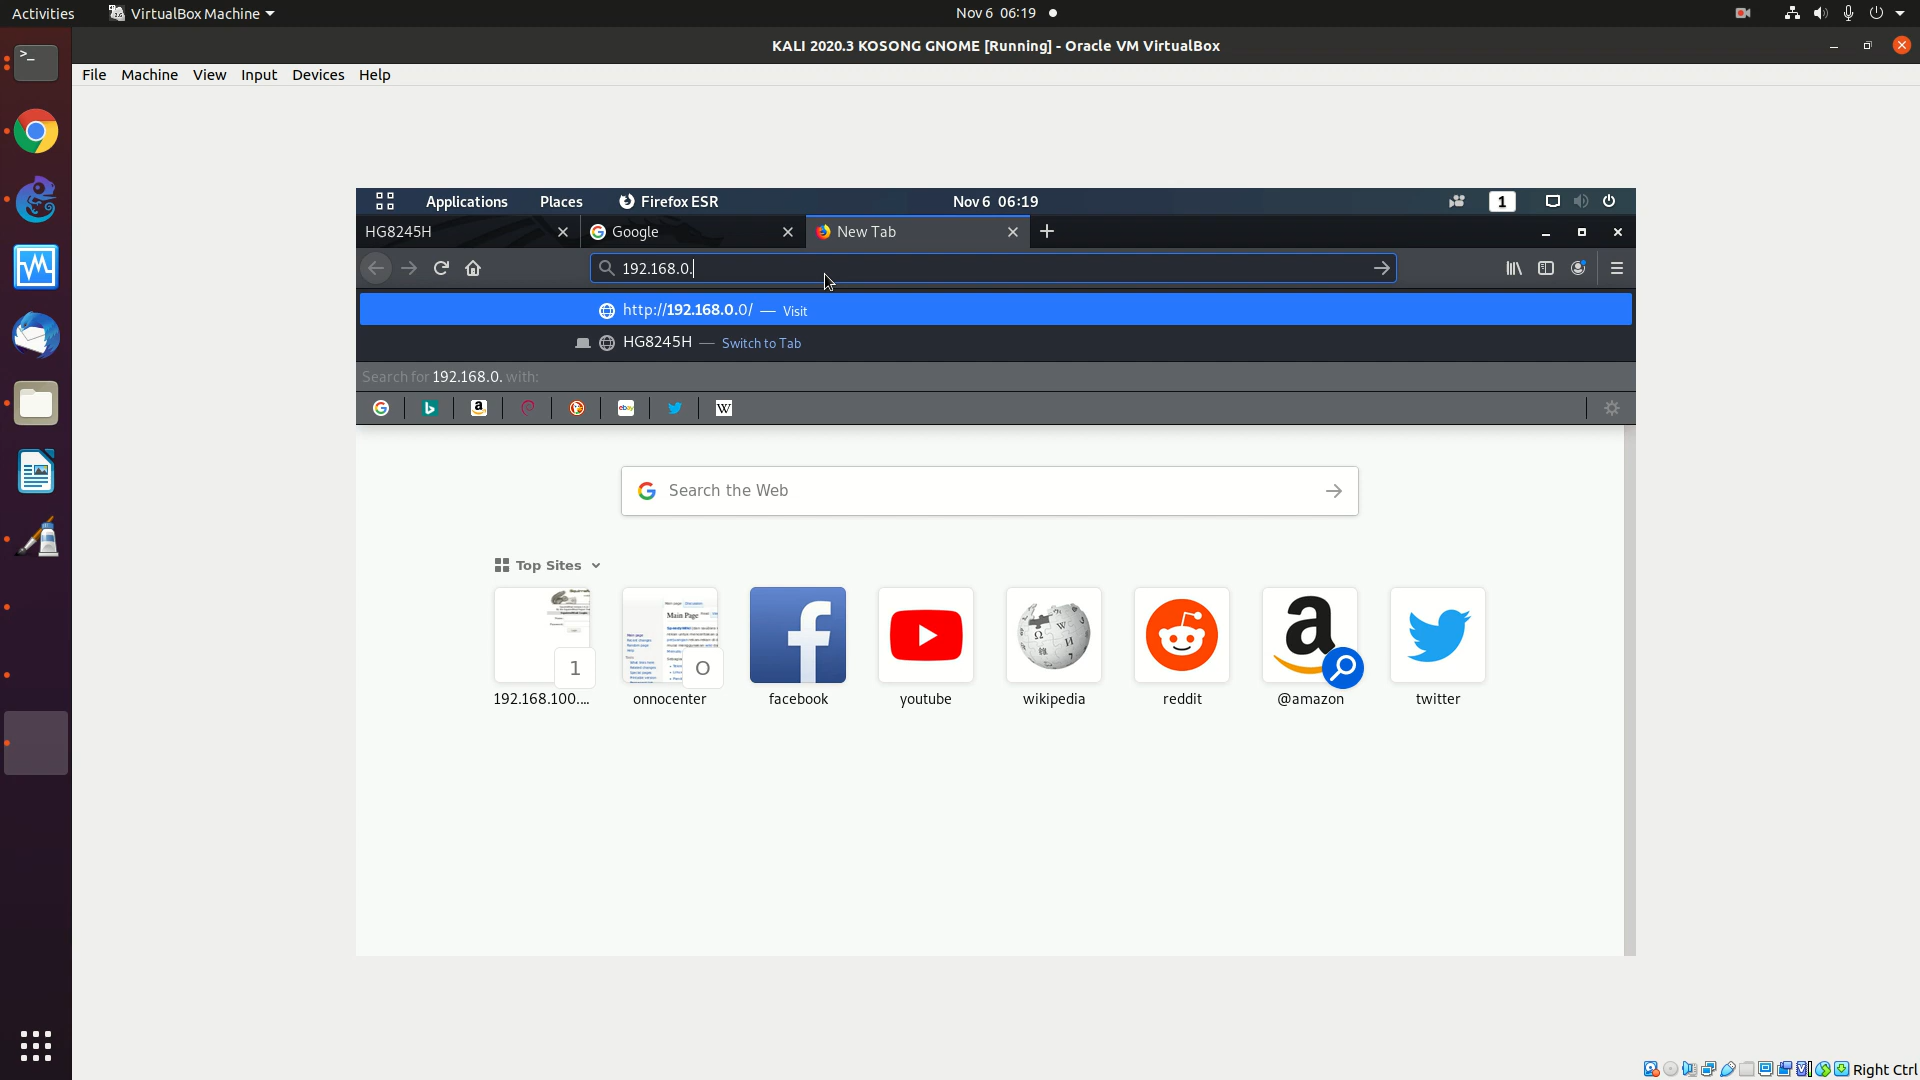 Activities VirtualBox Machine Nov 6 06:19
KALI 2020.3 KOSONG GNOME [Running] - Oracle VM VirtualBox
File Machine View Input Devices Help
Applications Places Firefox ESR Nov 6 06:19 1
HG8245H Google New Tab
192.168.0.
http://192.168.0.0/ — Visit
HG8245H — Switch to Tab
Search for 192.168.0. with:
Search the Web
Top Sites
Main Page
1 O
192.168.100.... onnocenter facebook youtube wikipedia reddit @amazon twitter
Right Ctrl